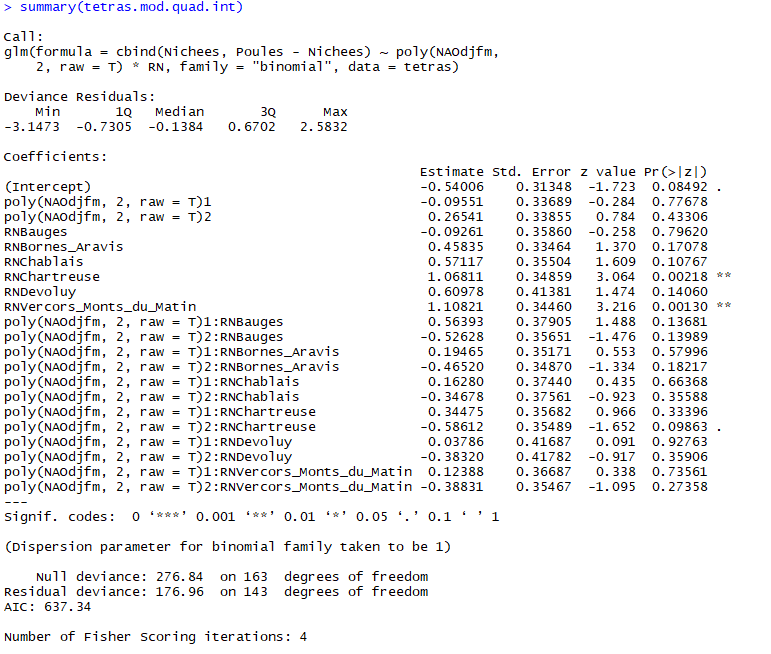 > summary(tetras.mod.quad.int)

Call:
glm(formula = cbind(Nichees, Poules - Nichees) ~ poly(NAOdjfm,
    2, raw = T) * RN, family = "binomial", data = tetras)

Deviance Residuals:
    Min       1Q   Median       3Q      Max
-3.1473  -0.7305  -0.1384   0.6702   2.5832

Coefficients:
                                                    Estimate Std. Error z value Pr(>|z|)
(Intercept)                                         -0.54006    0.31348  -1.723  0.08492 .
poly(NAOdjfm, 2, raw = T)1                          -0.09551    0.33689  -0.284  0.77678
poly(NAOdjfm, 2, raw = T)2                           0.26541    0.33855   0.784  0.43306
RNBauges                                            -0.09261    0.35860  -0.258  0.79620
RNBornes_Aravis                                      0.45835    0.33464   1.370  0.17078
RNChablais                                           0.57117    0.35504   1.609  0.10767
RNChartreuse                                         1.06811    0.34859   3.064  0.00218 **
RNDevoluy                                            0.60978    0.41381   1.474  0.14060
RNVercors_Monts_du_Matin                             1.10821    0.34460   3.216  0.00130 **
poly(NAOdjfm, 2, raw = T)1:RNBauges                  0.56393    0.37905   1.488  0.13681
poly(NAOdjfm, 2, raw = T)2:RNBauges                 -0.52628    0.35651  -1.476  0.13989
poly(NAOdjfm, 2, raw = T)1:RNBornes_Aravis           0.19465    0.35171   0.553  0.57996
poly(NAOdjfm, 2, raw = T)2:RNBornes_Aravis          -0.46520    0.34870  -1.334  0.18217
poly(NAOdjfm, 2, raw = T)1:RNChablais                0.16280    0.37440   0.435  0.66368
poly(NAOdjfm, 2, raw = T)2:RNChablais               -0.34678    0.37561  -0.923  0.35588
poly(NAOdjfm, 2, raw = T)1:RNChartreuse              0.34475    0.35682   0.966  0.33396
poly(NAOdjfm, 2, raw = T)2:RNChartreuse             -0.58612    0.35489  -1.652  0.09863 .
poly(NAOdjfm, 2, raw = T)1:RNDevoluy                 0.03786    0.41687   0.091  0.92763
poly(NAOdjfm, 2, raw = T)2:RNDevoluy                -0.38320    0.41782  -0.917  0.35906
poly(NAOdjfm, 2, raw = T)1:RNVercors_Monts_du_Matin  0.12388    0.36687   0.338  0.73561
poly(NAOdjfm, 2, raw = T)2:RNVercors_Monts_du_Matin -0.38831    0.35467  -1.095  0.27358
---
Signif. codes:  0 ‘***’ 0.001 ‘**’ 0.01 ‘*’ 0.05 ‘.’ 0.1 ‘ ’ 1

(Dispersion parameter for binomial family taken to be 1)

    Null deviance: 276.84  on 163  degrees of freedom
Residual deviance: 176.96  on 143  degrees of freedom
AIC: 637.34

Number of Fisher Scoring iterations: 4